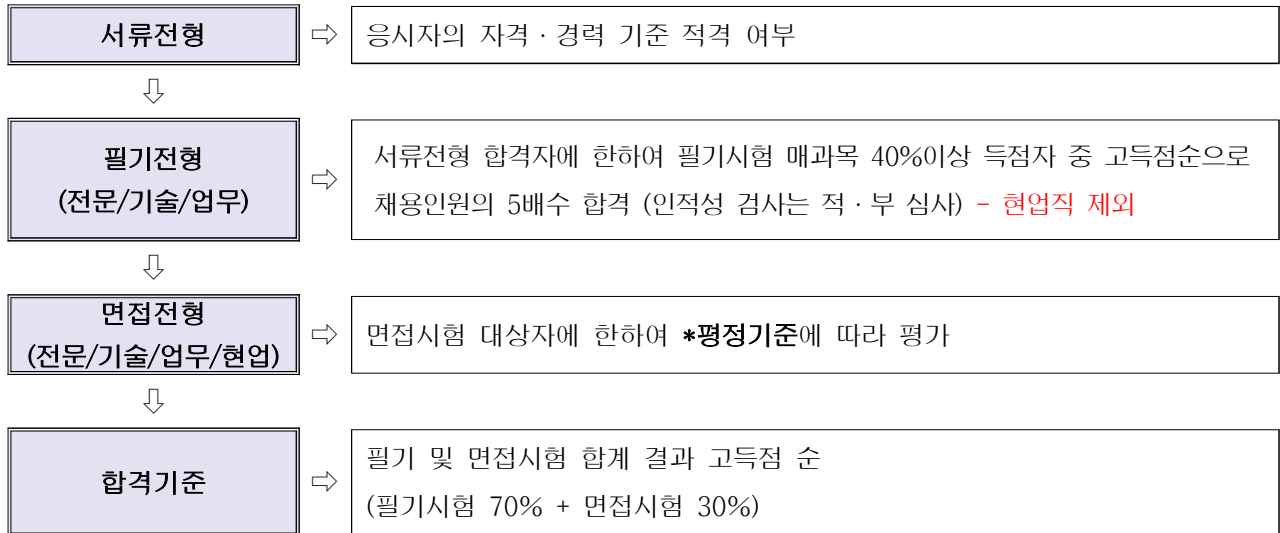 서류전형
⇨
응시자의 자격 · 경력 기준 적격 여부
⇩
필기전형
(전문/기술/업무)
⇨
서류전형 합격자에 한하여 필기시험 매과목 40%이상 득점자 중 고득점순으로
채용인원의 5배수 합격 (인적성 검사는 적 · 부 심사) - 현업직 제외
⇩
면접전형
(전문/기술/업무/현업)
⇨
면접시험 대상자에 한하여 *평정기준에 따라 평가
⇩
합격기준
⇨
필기 및 면접시험 합계 결과 고득점 순
(필기시험 70% + 면접시험 30%)